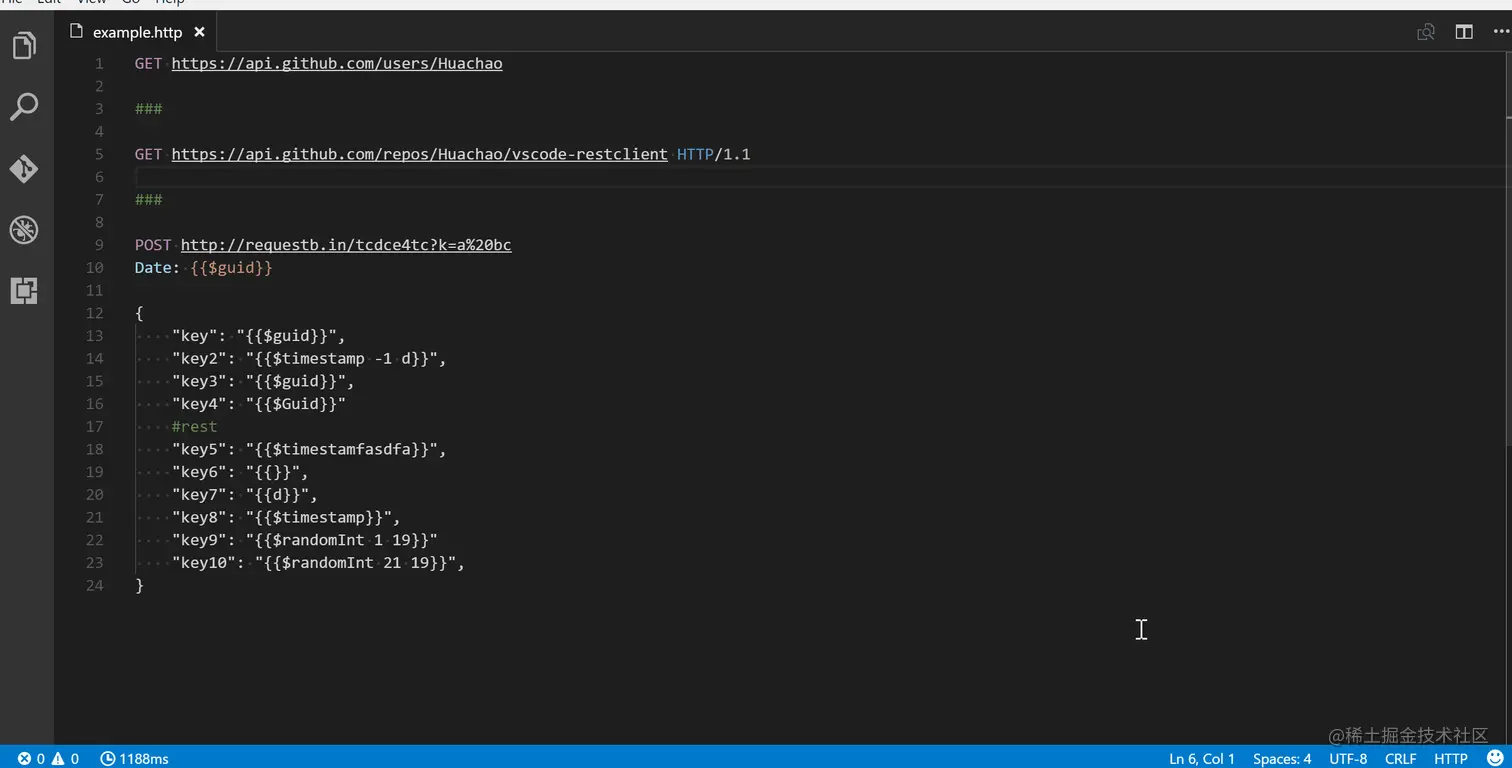 File Edit View Go Help
example.http
1 GET https://api.github.com/users/Huachao
2
3 ###
4
5 GET https://api.github.com/repos/Huachao/vscode-restclient HTTP/1.1
6
7 ###
8
9 POST http://requestb.in/tcdce4tc?k=a%20bc
10 Date: {{$guid}}
11
12 {
13 "key": "{{$guid}}",
14 "key2": "{{$timestamp -1 d}}",
15 "key3": "{{$guid}}",
16 "key4": "{{$Guid}}"
17 #rest
18 "key5": "{{$timestamfasdfa}}",
19 "key6": "{{}}",
20 "key7": "{{d}}",
21 "key8": "{{$timestamp}}",
22 "key9": "{{$randomInt 1 19}}"
23 "key10": "{{$randomInt 21 19}}",
24 }
@稀土掘金技术社区
0 0 1188ms Ln 6, Col 1 Spaces: 4 UTF-8 CRLF HTTP